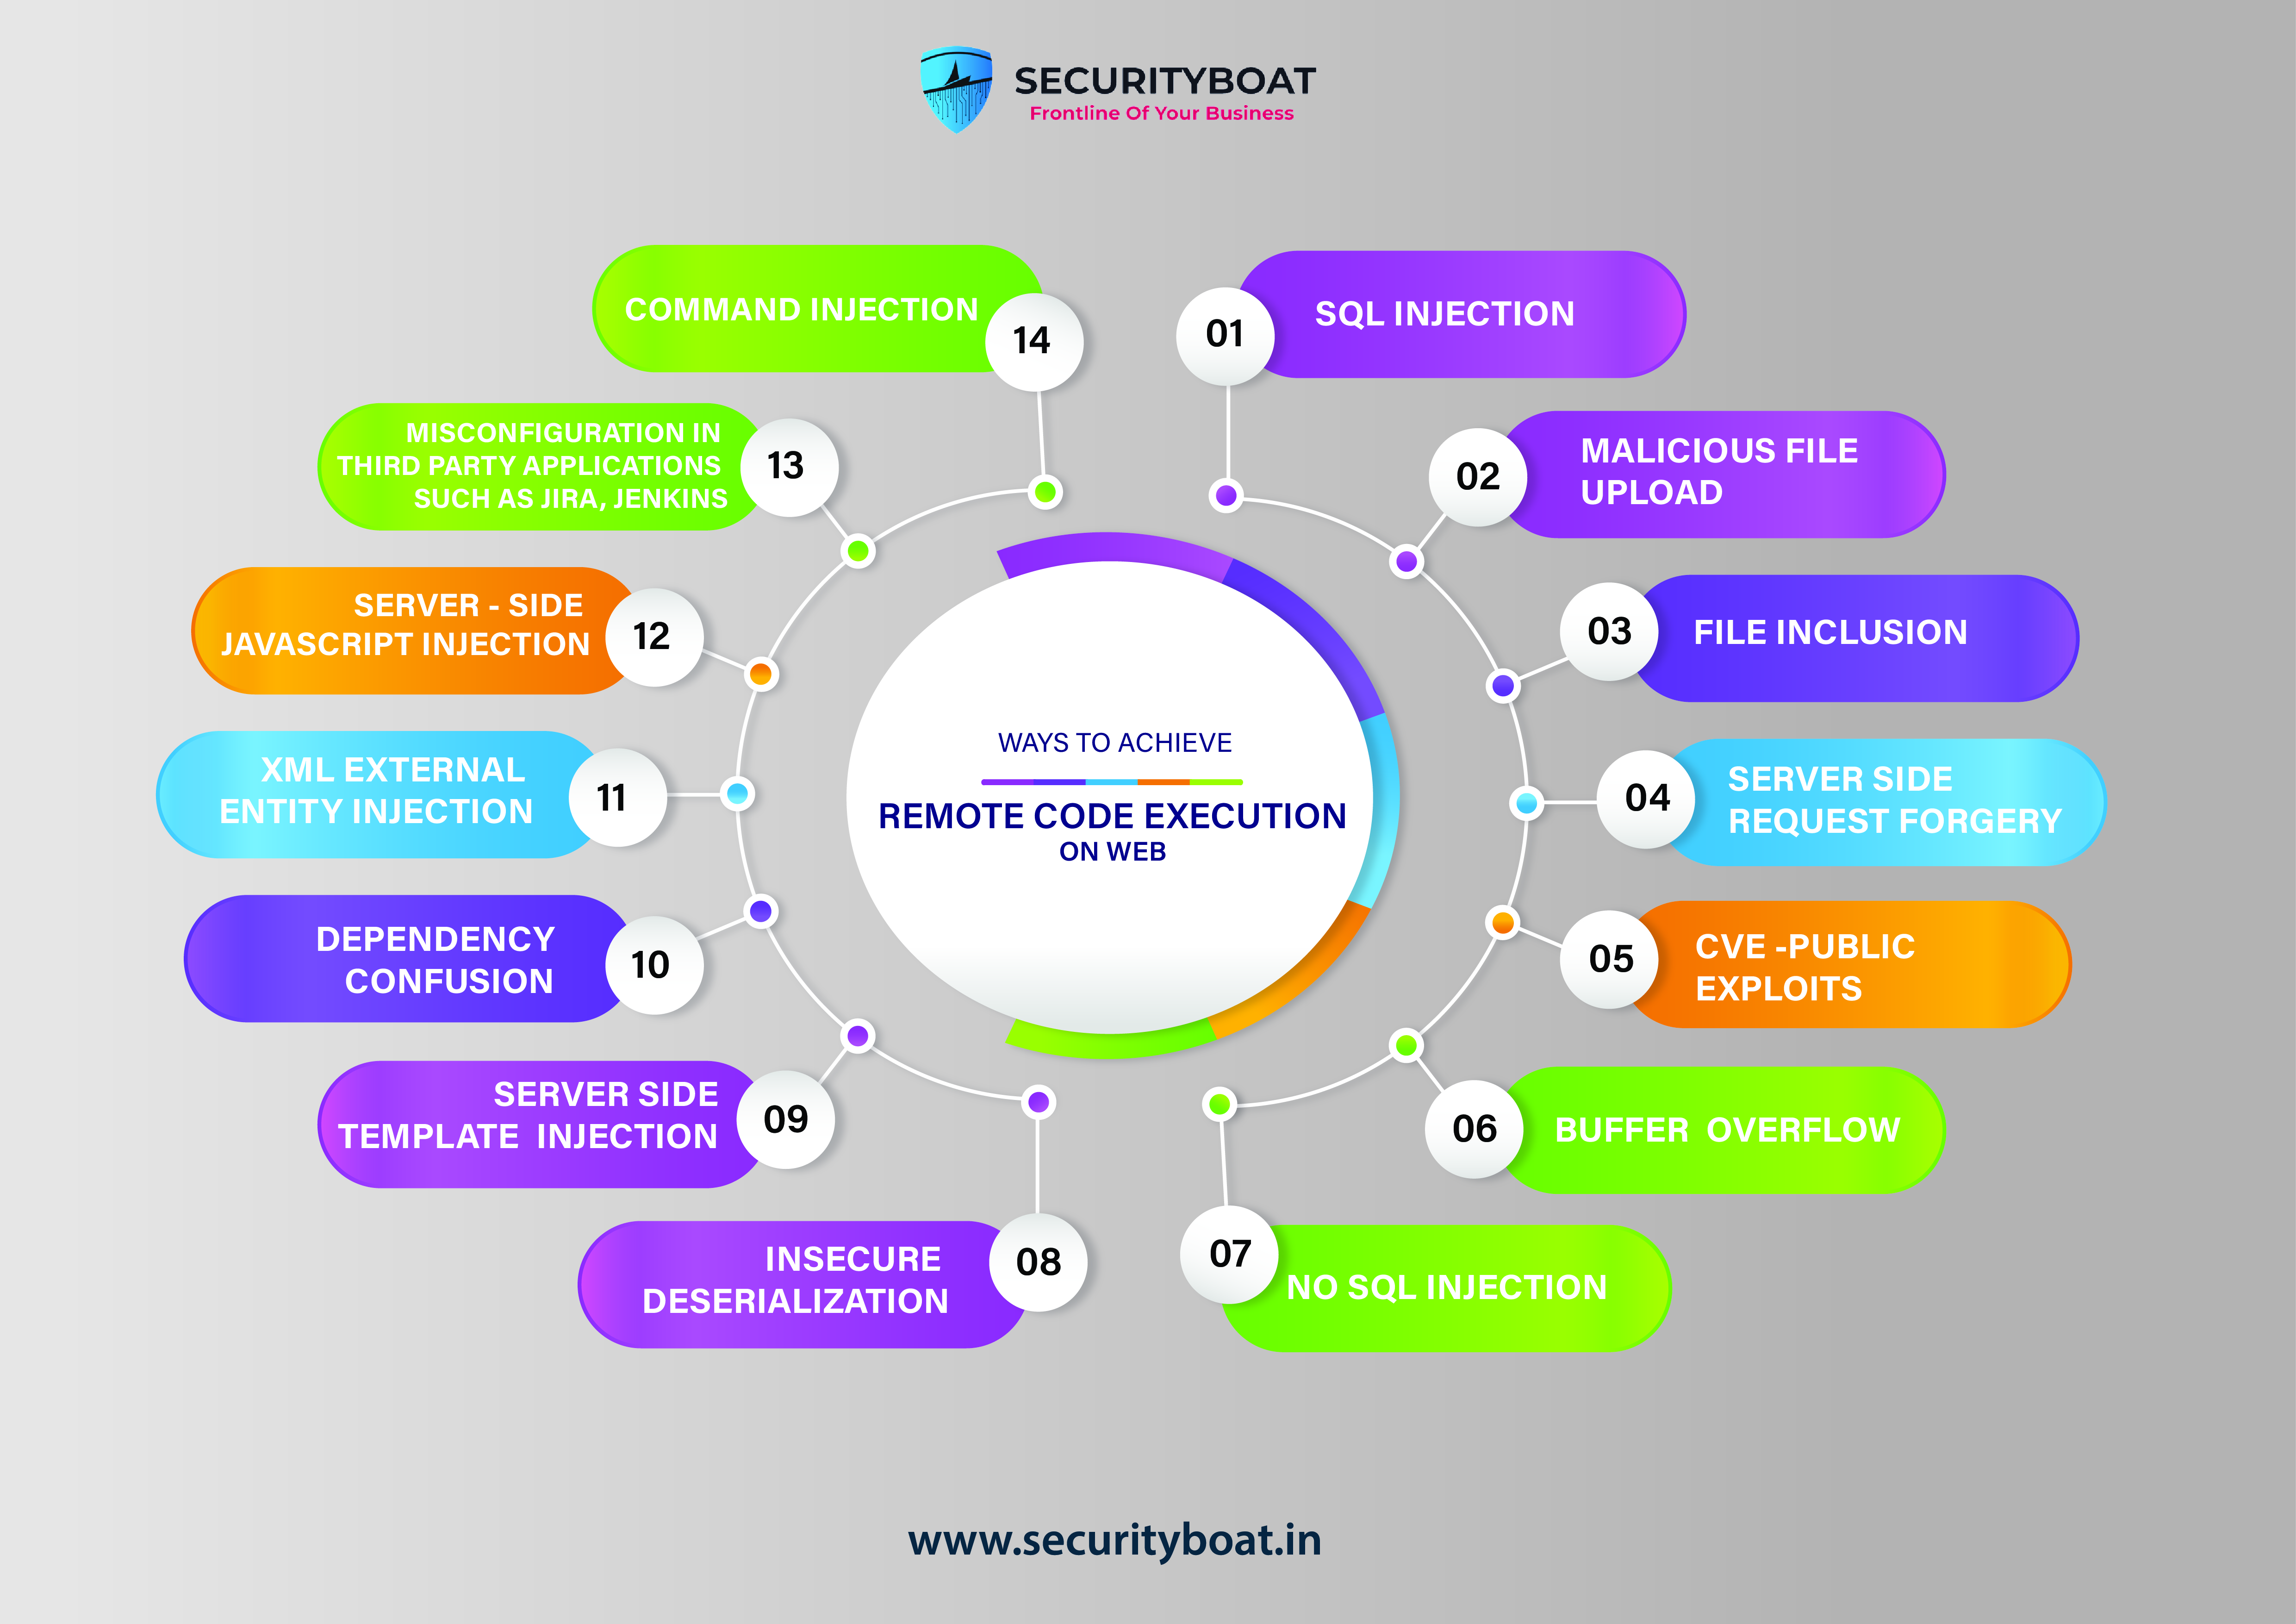 SECURITYBOAT
Frontline Of Your Business
01
SQL INJECTION
02
MALICIOUS FILE
UPLOAD
03
FILE INCLUSION
04
SERVER SIDE
REQUEST FORGERY
05
CVE -PUBLIC
EXPLOITS
06
BUFFER OVERFLOW
07
NO SQL INJECTION
08
INSECURE
DESERIALIZATION
09
SERVER SIDE
TEMPLATE INJECTION
10
DEPENDENCY
CONFUSION
11
XML EXTERNAL
ENTITY INJECTION
12
SERVER - SIDE
JAVASCRIPT INJECTION
13
MISCONFIGURATION IN
THIRD PARTY APPLICATIONS
SUCH AS JIRA, JENKINS
14
COMMAND INJECTION
WAYS TO ACHIEVE
REMOTE CODE EXECUTION
ON WEB
www.securityboat.in